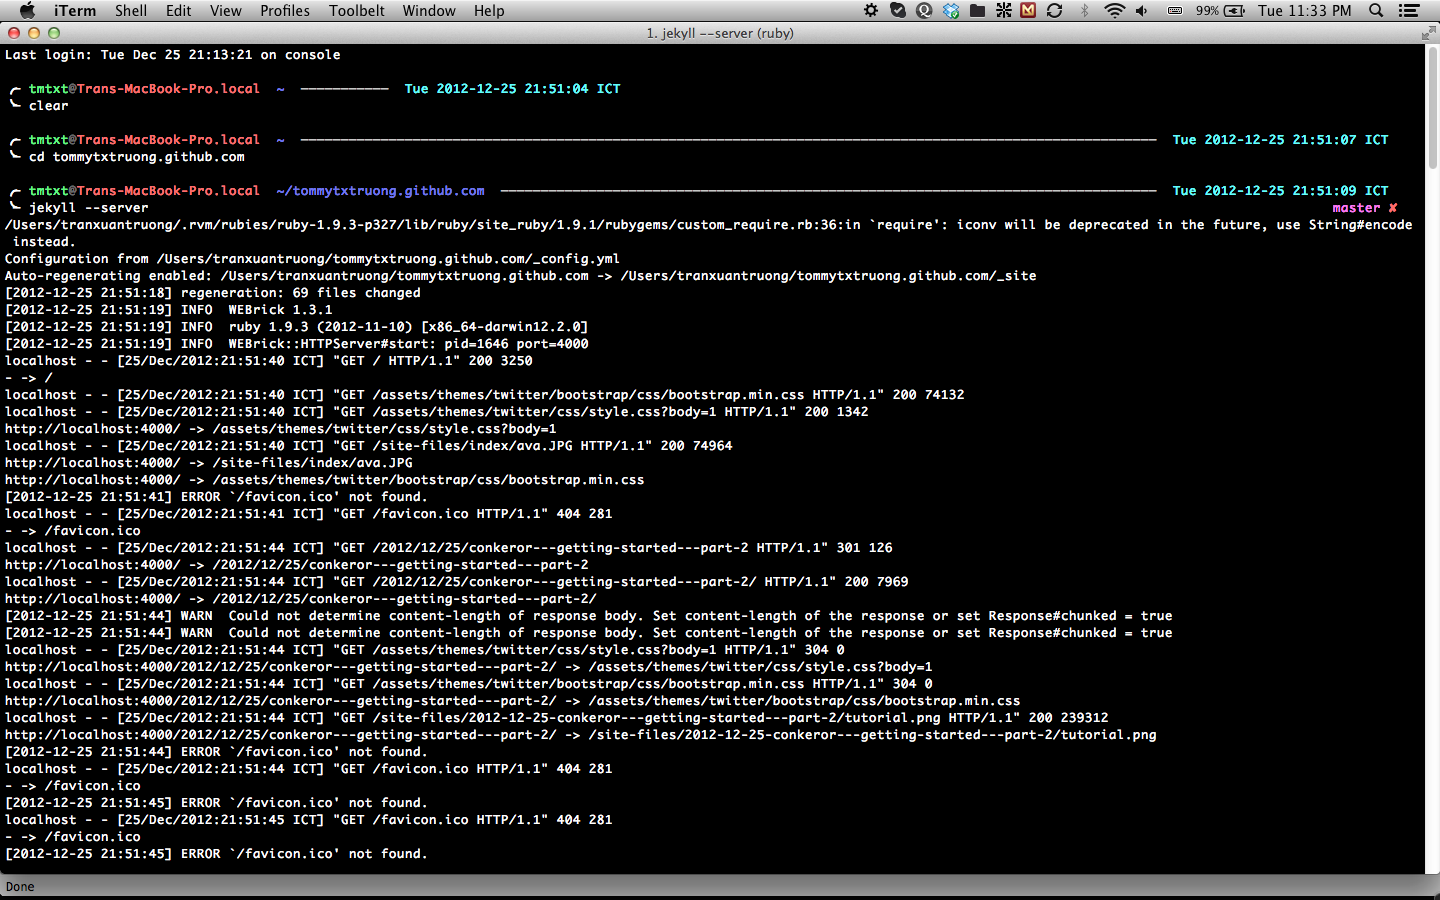 iTerm Shell Edit View Profiles Toolbelt Window Help 99% Tue 11:33 PM
1. jekyll --server (ruby)
Last login: Tue Dec 25 21:13:21 on console
tmtxt@Trans-MacBook-Pro.local ~ ─────────── Tue 2012-12-25 21:51:04 ICT
clear
tmtxt@Trans-MacBook-Pro.local ~ ─────────── Tue 2012-12-25 21:51:07 ICT
cd tommytxtruong.github.com
tmtxt@Trans-MacBook-Pro.local ~/tommytxtruong.github.com ─────────── Tue 2012-12-25 21:51:09 ICT
jekyll --server master ✘
/Users/tranxuantruong/.rvm/rubies/ruby-1.9.3-p327/lib/ruby/site_ruby/1.9.1/rubygems/custom_require.rb:36:in `require': iconv will be deprecated in the future, use String#encode
 instead.
Configuration from /Users/tranxuantruong/tommytxtruong.github.com/_config.yml
Auto-regenerating enabled: /Users/tranxuantruong/tommytxtruong.github.com -> /Users/tranxuantruong/tommytxtruong.github.com/_site
[2012-12-25 21:51:18] regeneration: 69 files changed
[2012-12-25 21:51:19] INFO  WEBrick 1.3.1
[2012-12-25 21:51:19] INFO  ruby 1.9.3 (2012-11-10) [x86_64-darwin12.2.0]
[2012-12-25 21:51:19] INFO  WEBrick::HTTPServer#start: pid=1646 port=4000
localhost - - [25/Dec/2012:21:51:40 ICT] "GET / HTTP/1.1" 200 3250
- -> /
localhost - - [25/Dec/2012:21:51:40 ICT] "GET /assets/themes/twitter/bootstrap/css/bootstrap.min.css HTTP/1.1" 200 74132
localhost - - [25/Dec/2012:21:51:40 ICT] "GET /assets/themes/twitter/css/style.css?body=1 HTTP/1.1" 200 1342
http://localhost:4000/ -> /assets/themes/twitter/css/style.css?body=1
localhost - - [25/Dec/2012:21:51:40 ICT] "GET /site-files/index/ava.JPG HTTP/1.1" 200 74964
http://localhost:4000/ -> /site-files/index/ava.JPG
http://localhost:4000/ -> /assets/themes/twitter/bootstrap/css/bootstrap.min.css
[2012-12-25 21:51:41] ERROR `/favicon.ico' not found.
localhost - - [25/Dec/2012:21:51:41 ICT] "GET /favicon.ico HTTP/1.1" 404 281
- -> /favicon.ico
localhost - - [25/Dec/2012:21:51:44 ICT] "GET /2012/12/25/conkeror---getting-started---part-2 HTTP/1.1" 301 126
http://localhost:4000/ -> /2012/12/25/conkeror---getting-started---part-2
localhost - - [25/Dec/2012:21:51:44 ICT] "GET /2012/12/25/conkeror---getting-started---part-2/ HTTP/1.1" 200 7969
http://localhost:4000/ -> /2012/12/25/conkeror---getting-started---part-2/
[2012-12-25 21:51:44] WARN  Could not determine content-length of response body. Set content-length of the response or set Response#chunked = true
[2012-12-25 21:51:44] WARN  Could not determine content-length of response body. Set content-length of the response or set Response#chunked = true
localhost - - [25/Dec/2012:21:51:44 ICT] "GET /assets/themes/twitter/css/style.css?body=1 HTTP/1.1" 304 0
http://localhost:4000/2012/12/25/conkeror---getting-started---part-2/ -> /assets/themes/twitter/css/style.css?body=1
localhost - - [25/Dec/2012:21:51:44 ICT] "GET /assets/themes/twitter/bootstrap/css/bootstrap.min.css HTTP/1.1" 304 0
http://localhost:4000/2012/12/25/conkeror---getting-started---part-2/ -> /assets/themes/twitter/bootstrap/css/bootstrap.min.css
localhost - - [25/Dec/2012:21:51:44 ICT] "GET /site-files/2012-12-25-conkeror---getting-started---part-2/tutorial.png HTTP/1.1" 200 239312
http://localhost:4000/2012/12/25/conkeror---getting-started---part-2/ -> /site-files/2012-12-25-conkeror---getting-started---part-2/tutorial.png
[2012-12-25 21:51:44] ERROR `/favicon.ico' not found.
localhost - - [25/Dec/2012:21:51:44 ICT] "GET /favicon.ico HTTP/1.1" 404 281
- -> /favicon.ico
[2012-12-25 21:51:45] ERROR `/favicon.ico' not found.
localhost - - [25/Dec/2012:21:51:45 ICT] "GET /favicon.ico HTTP/1.1" 404 281
- -> /favicon.ico
[2012-12-25 21:51:45] ERROR `/favicon.ico' not found.
Done